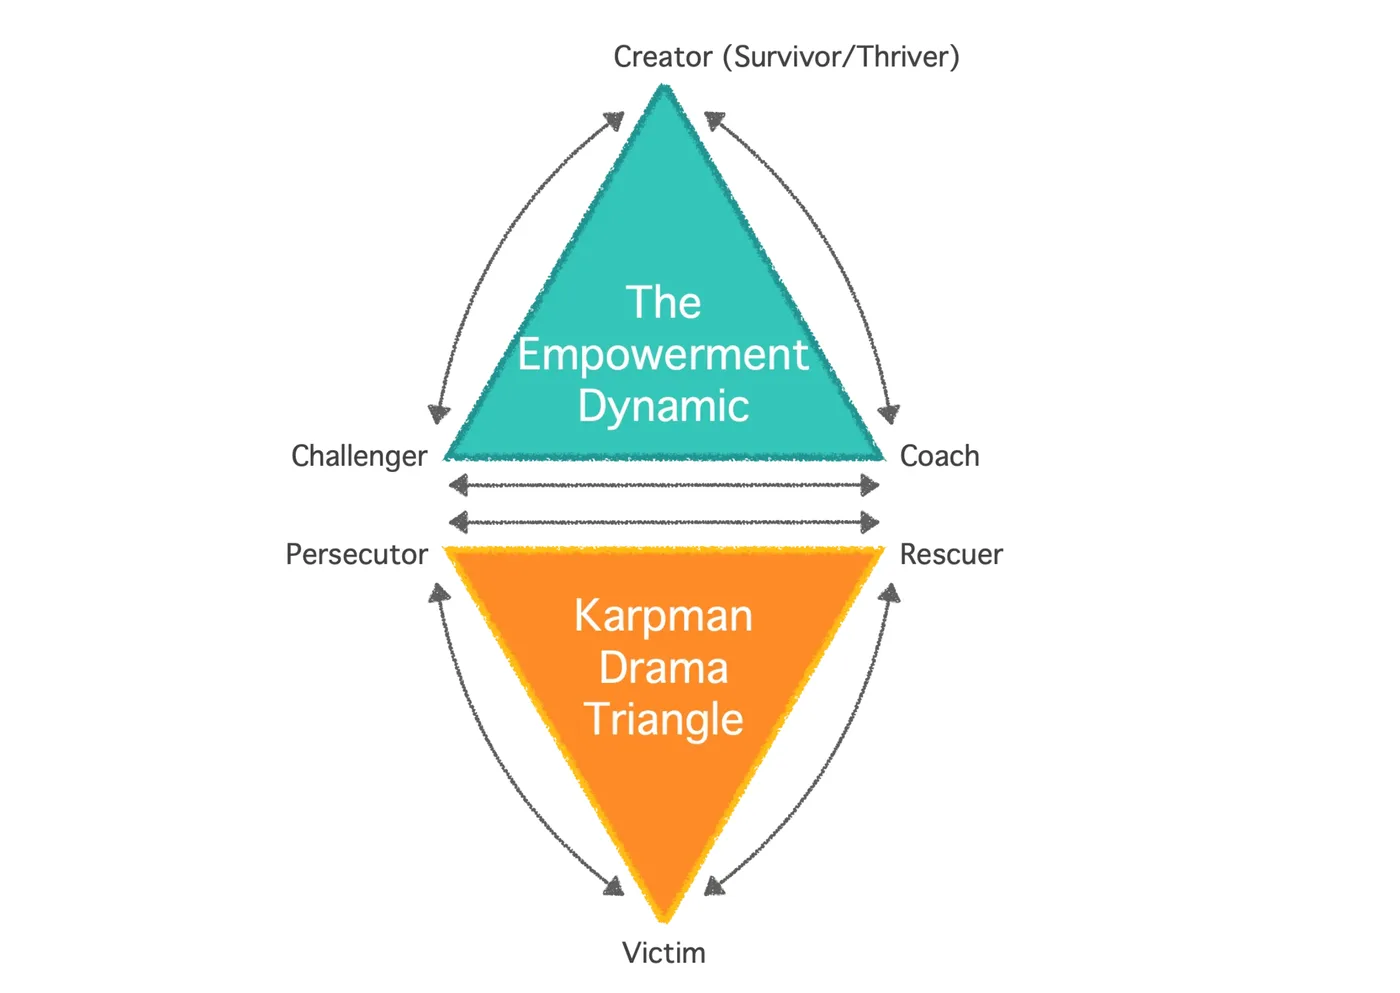 Creator (Survivor/Thriver)
The
Empowerment
Dynamic
Challenger
Coach
Persecutor
Rescuer
Karpman
Drama
Triangle
Victim